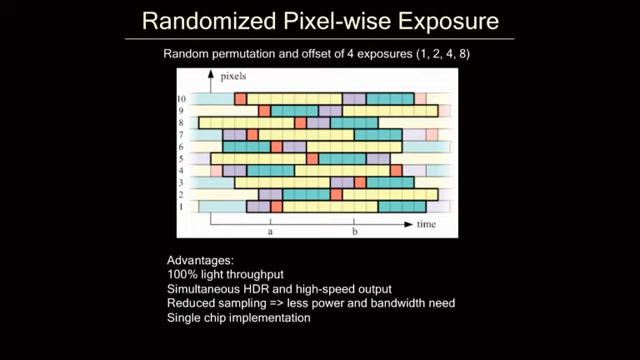 Randomized Pixel-wise Exposure
Random permutation and offset of 4 exposures (1, 2, 4, 8)
pixels
10
9
8
7
6
5
4
3
2
1
a
b
time
Advantages:
100% light throughput
Simultaneous HDR and high-speed output
Reduced sampling => less power and bandwidth need
Single chip implementation